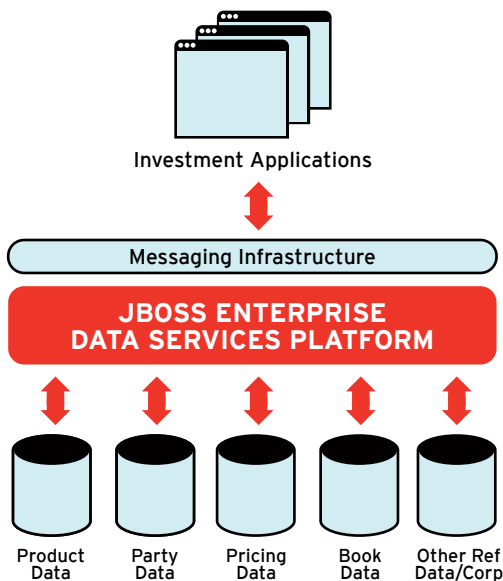 Investment Applications
Messaging Infrastructure
JBOSS ENTERPRISE
DATA SERVICES PLATFORM
Product Data
Party Data
Pricing Data
Book Data
Other Ref Data/Corp